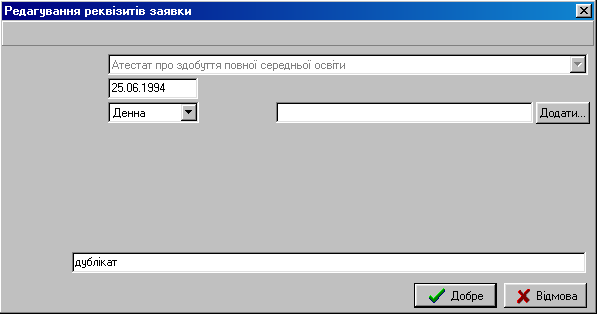 Редагування реквізитів заявки
Атестат про здобуття повної середньої освіти
25.06.1994
Денна
Додати...
дублікат
Добре
Відмова